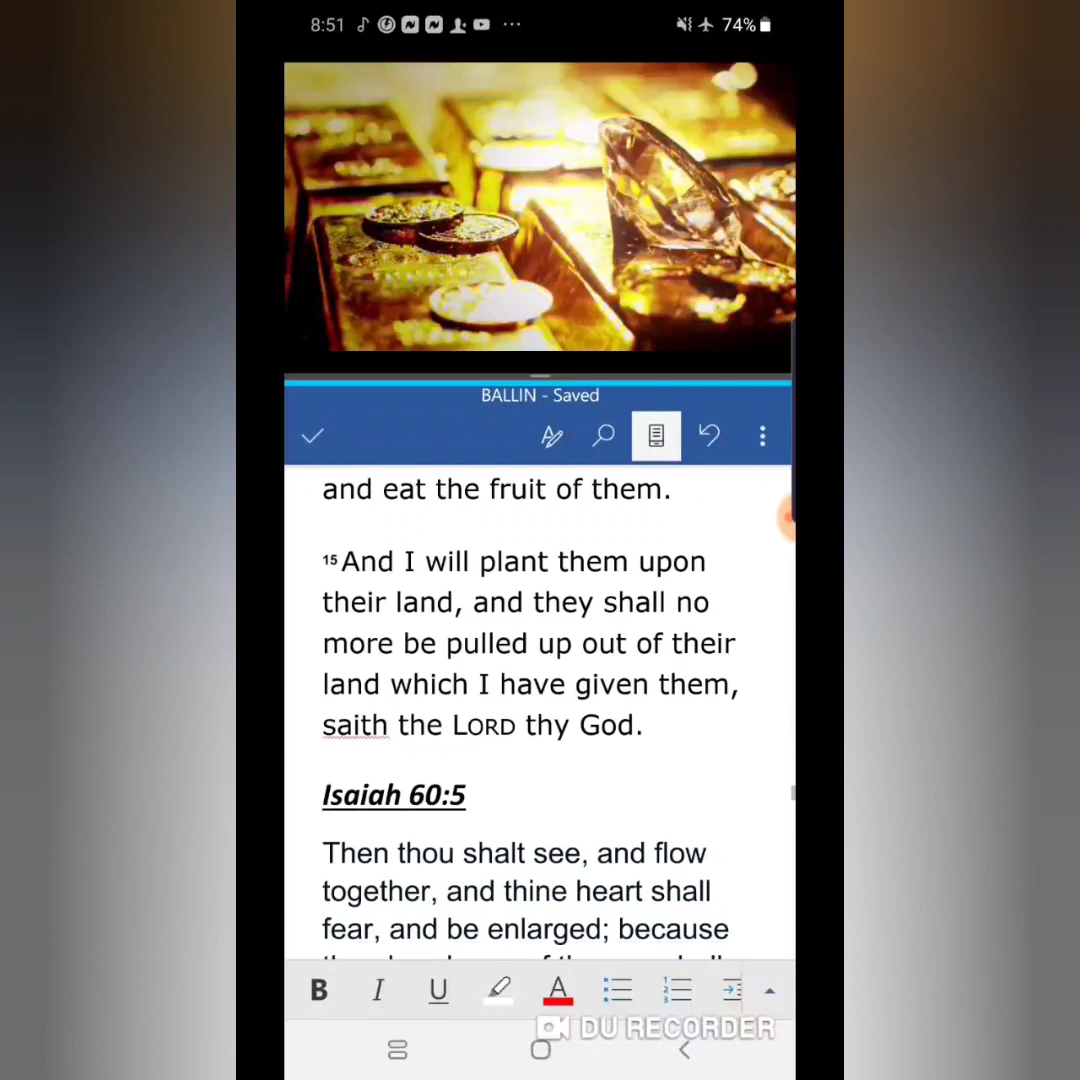 8:51 74%
BALLIN - Saved
and eat the fruit of them.
15 And I will plant them upon
their land, and they shall no
more be pulled up out of their
land which I have given them,
saith the LORD thy God.
Isaiah 60:5
Then thou shalt see, and flow
together, and thine heart shall
fear, and be enlarged; because
B I U A
DU RECORDER